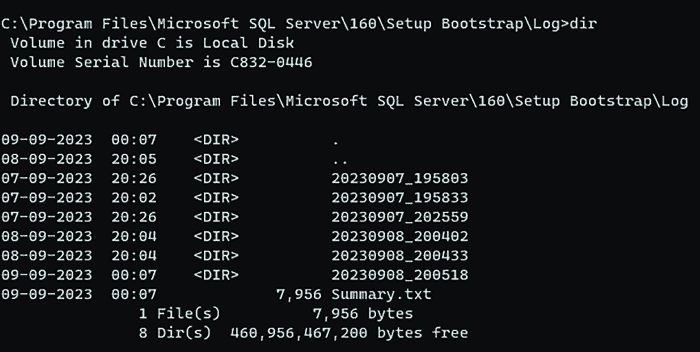 C:\Program Files\Microsoft SQL Server\160\Setup Bootstrap\Log>dir
 Volume in drive C is Local Disk
 Volume Serial Number is C832-0446

 Directory of C:\Program Files\Microsoft SQL Server\160\Setup Bootstrap\Log

09-09-2023  00:07    <DIR>          .
08-09-2023  20:05    <DIR>          ..
07-09-2023  20:26    <DIR>          20230907_195803
07-09-2023  20:02    <DIR>          20230907_195833
07-09-2023  20:26    <DIR>          20230907_202559
08-09-2023  20:04    <DIR>          20230908_200402
08-09-2023  20:04    <DIR>          20230908_200433
09-09-2023  00:07    <DIR>          20230908_200518
09-09-2023  00:07             7,956 Summary.txt
               1 File(s)          7,956 bytes
               8 Dir(s)  460,956,467,200 bytes free